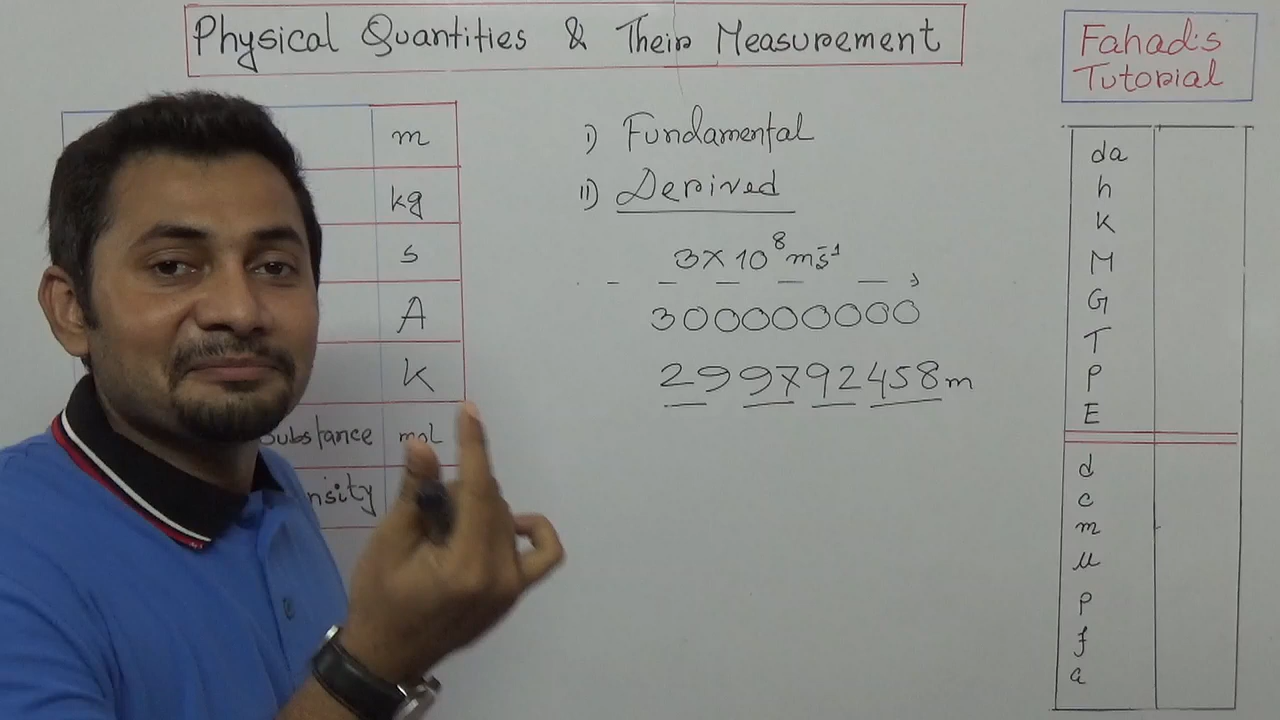 Physical Quantities & Their Measurement
Fahad's
Tutorial
m
kg
s
A
K
Substance mol
nsity
i) Fundamental
ii) Derived
3×10⁸ ms⁻¹
300000000
299792458m
da
h
K
M
G
T
P
E
d
c
m
μ
p
f
a